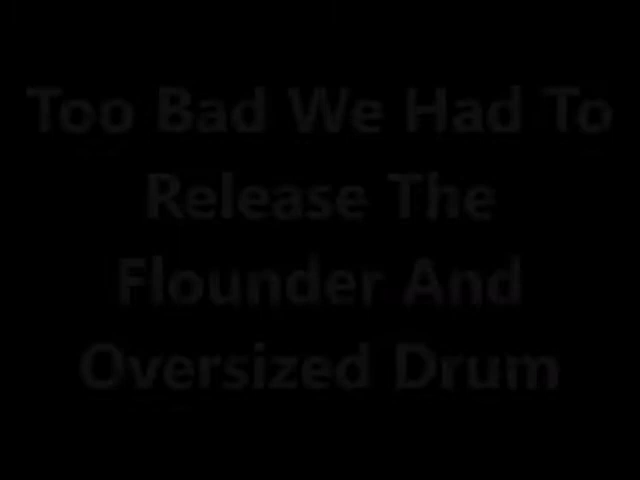 Too Bad We Had To
Release The
Flounder And
Oversized Drum